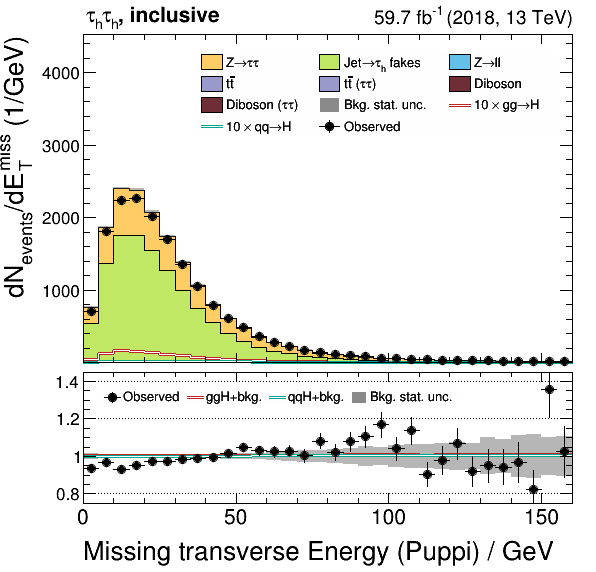 τhτh, inclusive 59.7 fb⁻¹ (2018, 13 TeV)
dNevents/dETmiss (1/GeV)
4000
3000
2000
1000
Z→ττ Jet→τh fakes Z→ll
tt̄ tt̄ (ττ) Diboson
Diboson (ττ) Bkg. stat. unc. 10 × gg→H
10 × qq→H Observed
1.4
1.2
1
0.8
Observed ggH+bkg. qqH+bkg. Bkg. stat. unc.
0 50 100 150
Missing transverse Energy (Puppi) / GeV